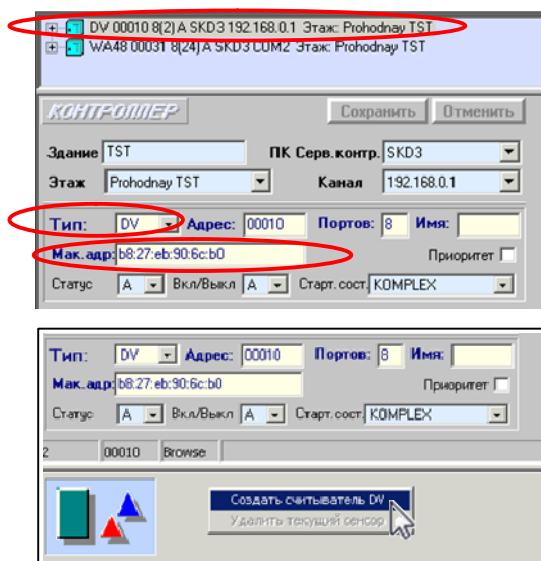 DV 00010 8(2) A SKD3 192.168.0.1 Этаж: Prohodnay TST
WA48 00031 8(24) A SKD3 COM2 Этаж: Prohodnay TST
КОНТРОЛЛЕР Сохранить Отменить
Здание TST ПК Серв.контр. SKD3
Этаж Prohodnay TST Канал 192.168.0.1
Тип: DV Адрес: 00010 Портов: 8 Имя:
Мак.адр: b8:27:eb:90:6c:b0 Приоритет
Статус A Вкл/Выкл A Старт.сост. KOMPLEX
Тип: DV Адрес: 00010 Портов: 8 Имя:
Мак.адр: b8:27:eb:90:6c:b0 Приоритет
Статус A Вкл/Выкл A Старт.сост. KOMPLEX
2 00010 Browse
Создать считыватель DV
Удалить текущий сенсор